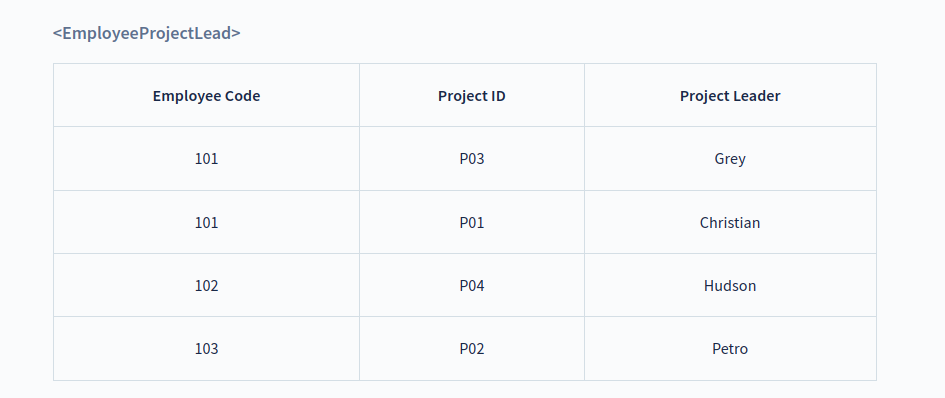 <EmployeeProjectLead>
Employee Code Project ID Project Leader
101 P03 Grey
101 P01 Christian
102 P04 Hudson
103 P02 Petro